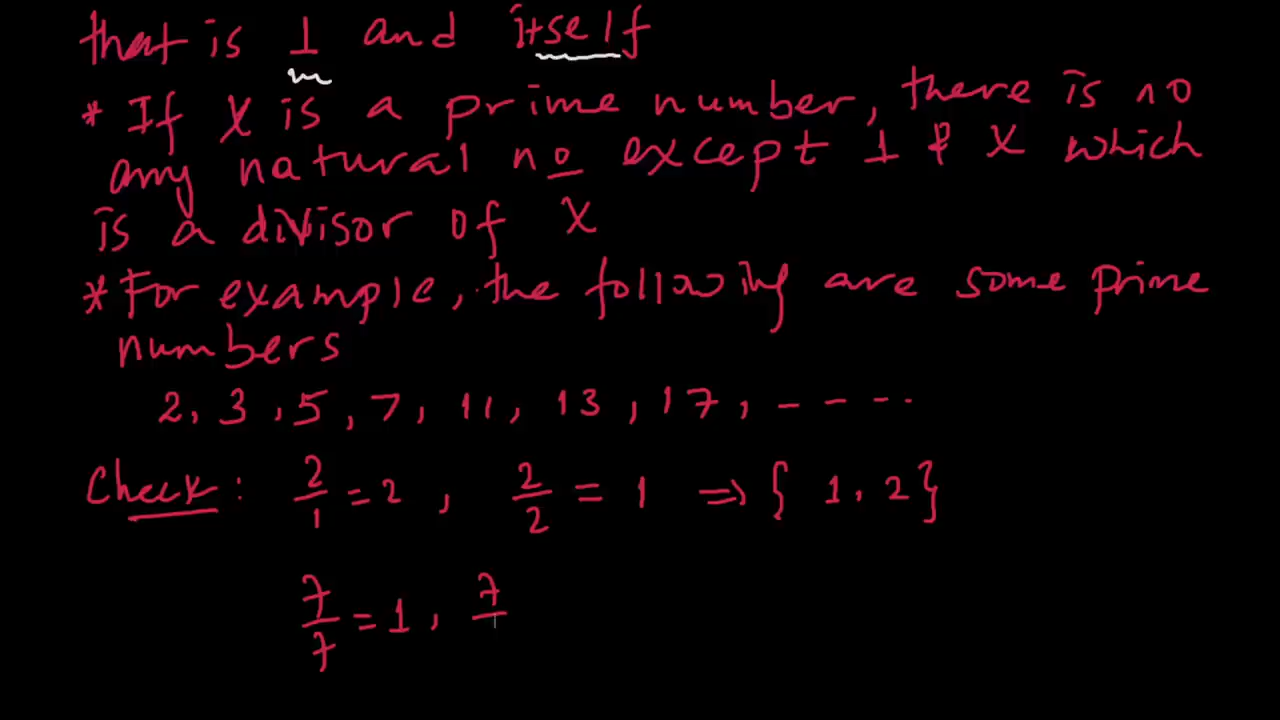 that is 1 and itself
* If X is a prime number, there is no
any natural no except 1 & X which
is a divisor of X
* For example, the following are some prime
numbers
2, 3, 5, 7, 11, 13, 17, - - - -
Check: 2/1 = 2, 2/2 = 1 ⇒ { 1, 2}
7/7 = 1, 7/